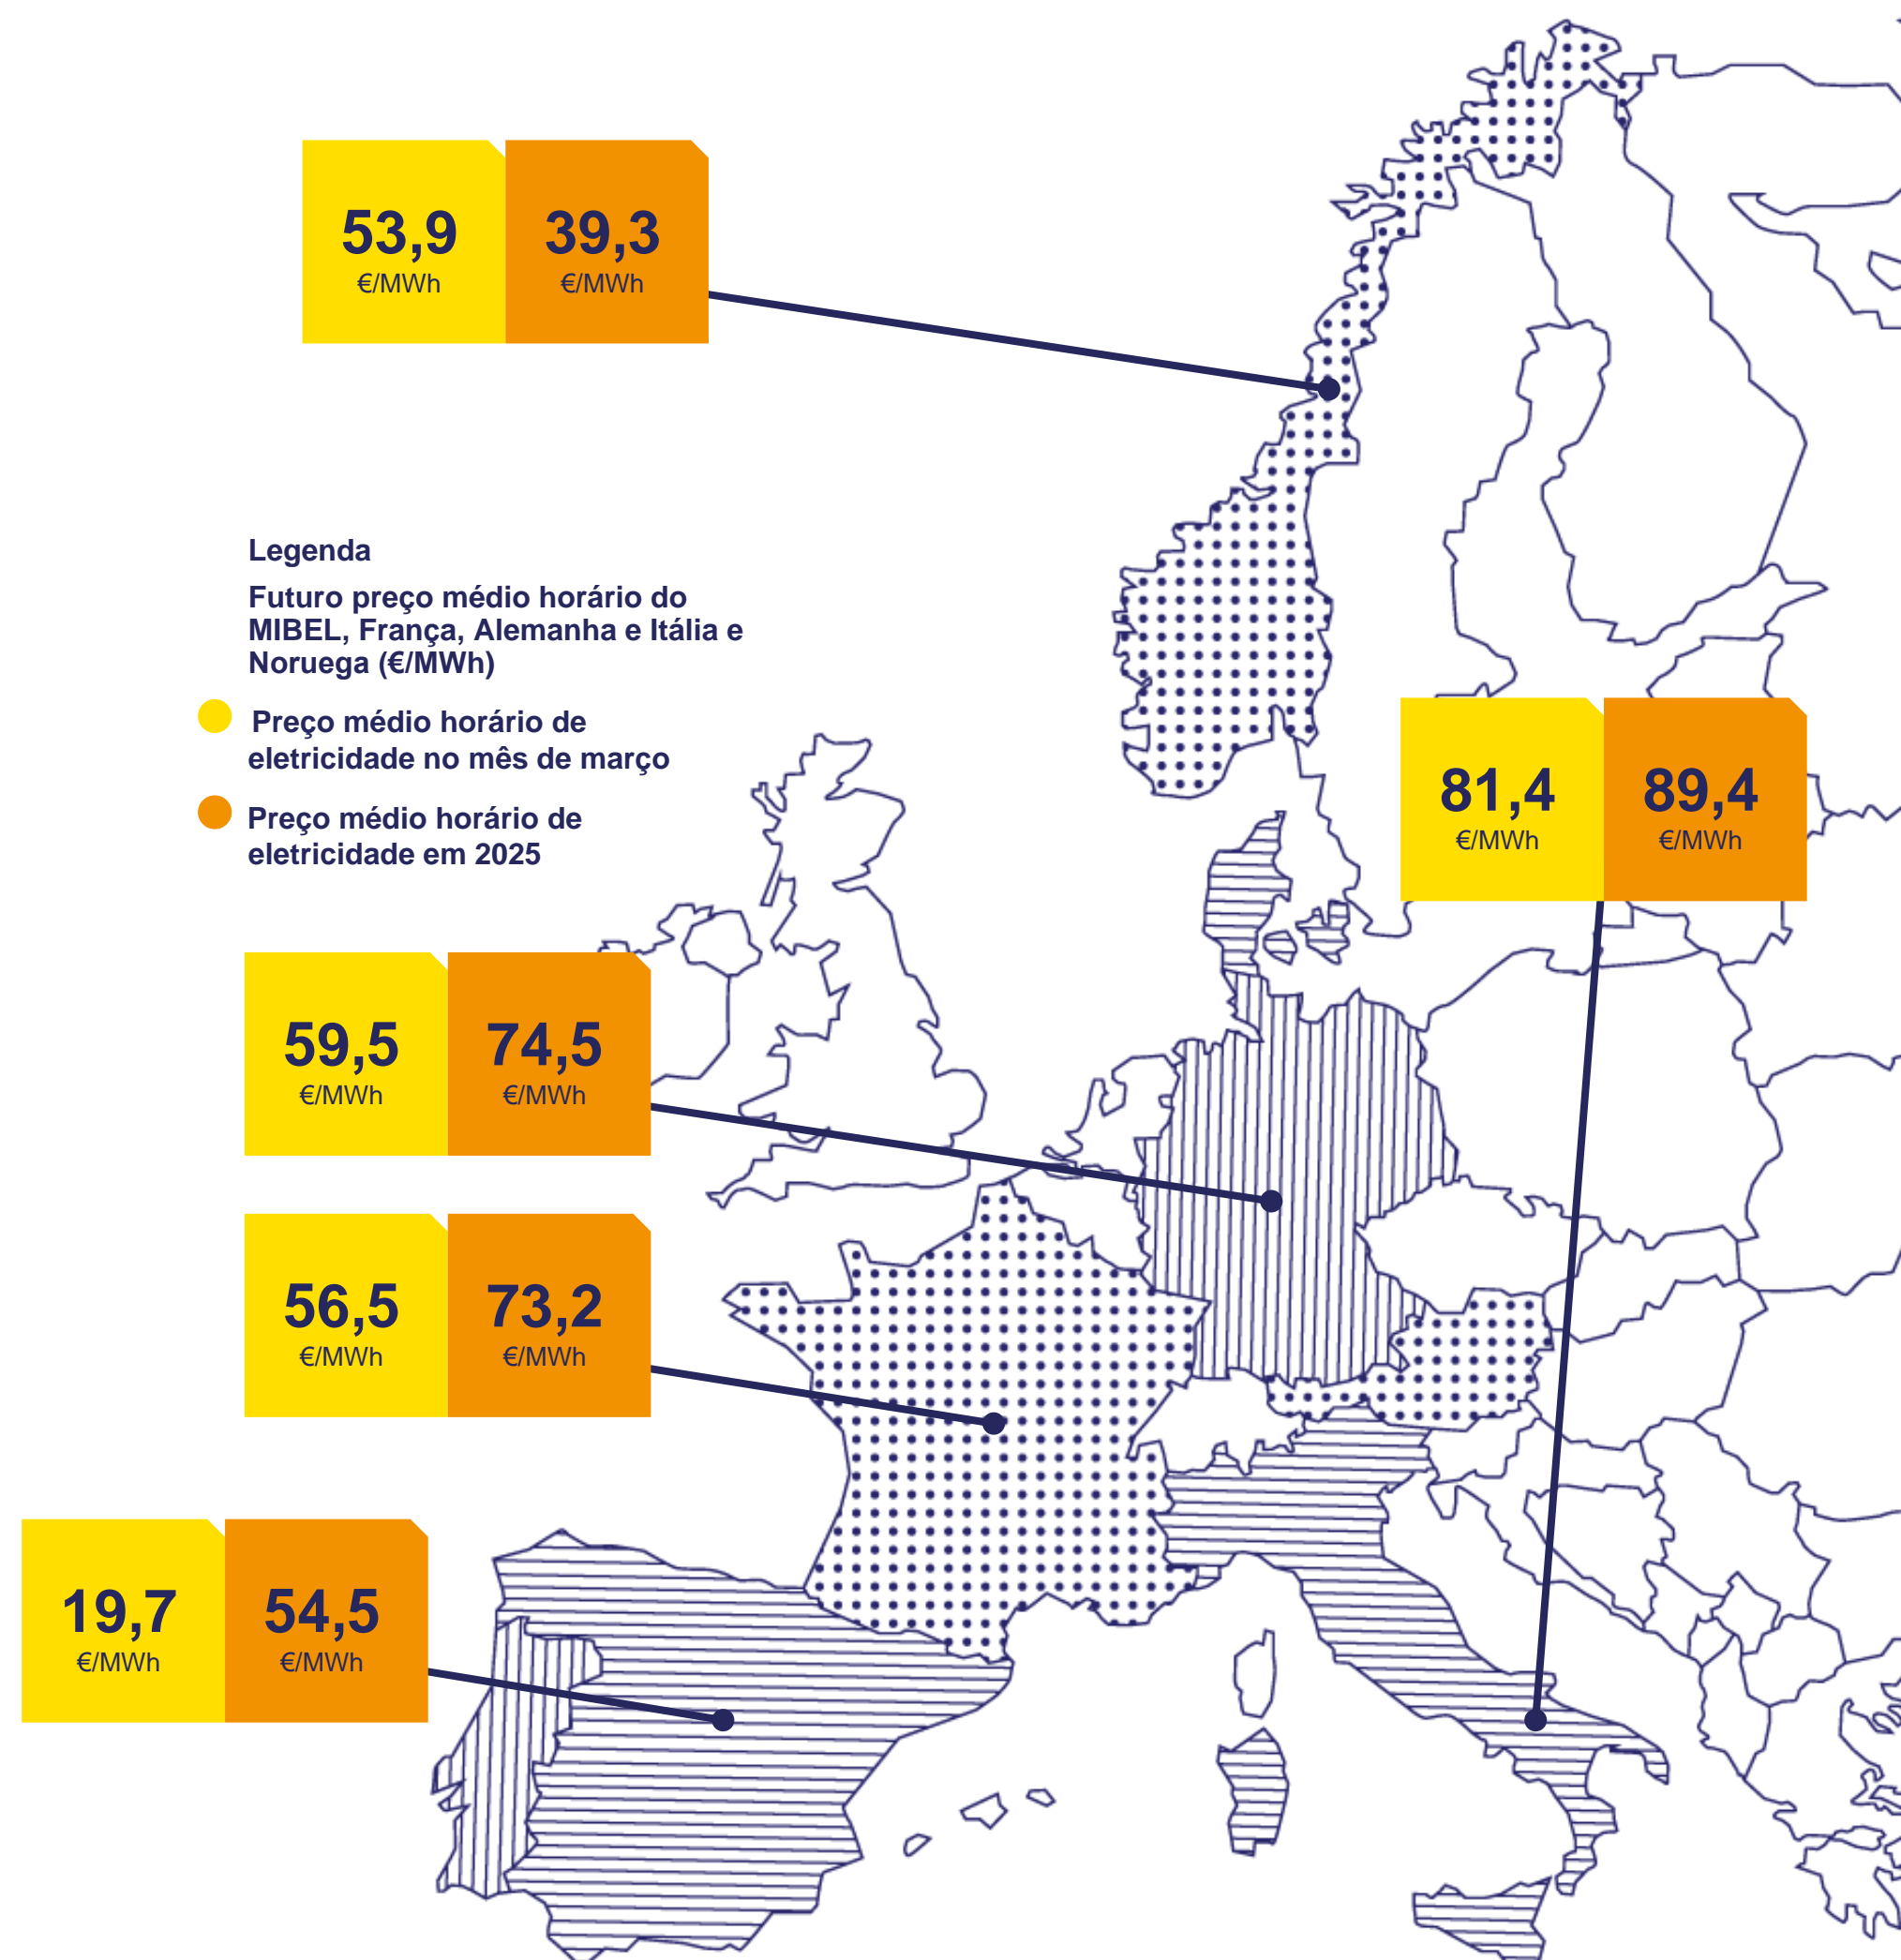 53,9
€/MWh
39,3
€/MWh
Legenda
Futuro preço médio horário do
MIBEL, França, Alemanha e Itália e
Noruega (€/MWh)
Preço médio horário de
eletricidade no mês de março
Preço médio horário de
eletricidade em 2025
81,4
€/MWh
89,4
€/MWh
59,5
€/MWh
74,5
€/MWh
56,5
€/MWh
73,2
€/MWh
19,7
€/MWh
54,5
€/MWh